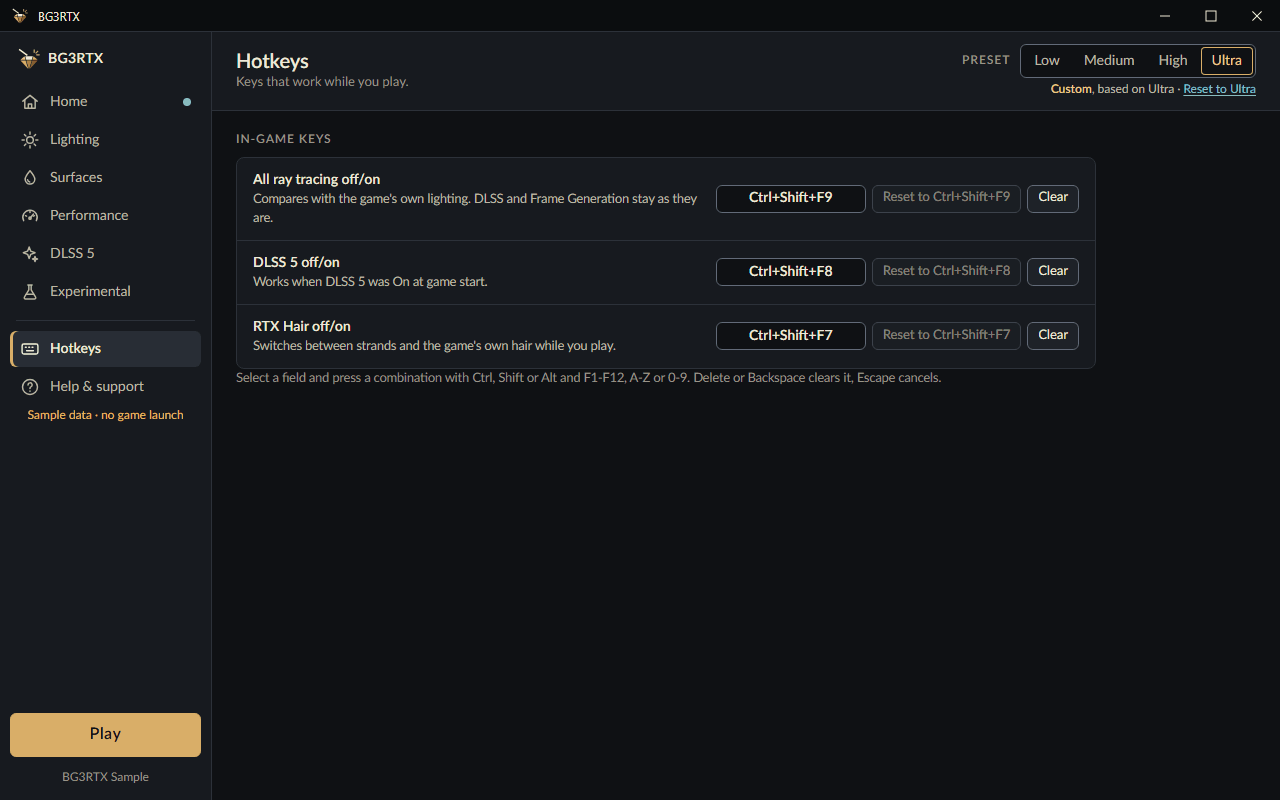 BG3RTX
BG3RTX
Home
Lighting
Surfaces
Performance
DLSS 5
Experimental
Hotkeys
Help & support
Sample data · no game launch
Play
BG3RTX Sample
Hotkeys
Keys that work while you play.
PRESET Low Medium High Ultra
Custom, based on Ultra · Reset to Ultra
IN-GAME KEYS
All ray tracing off/on
Compares with the game's own lighting. DLSS and Frame Generation stay as they
are.
Ctrl+Shift+F9 Reset to Ctrl+Shift+F9 Clear
DLSS 5 off/on
Works when DLSS 5 was On at game start.
Ctrl+Shift+F8 Reset to Ctrl+Shift+F8 Clear
RTX Hair off/on
Switches between strands and the game's own hair while you play.
Ctrl+Shift+F7 Reset to Ctrl+Shift+F7 Clear
Select a field and press a combination with Ctrl, Shift or Alt and F1-F12, A-Z or 0-9. Delete or Backspace clears it, Escape cancels.